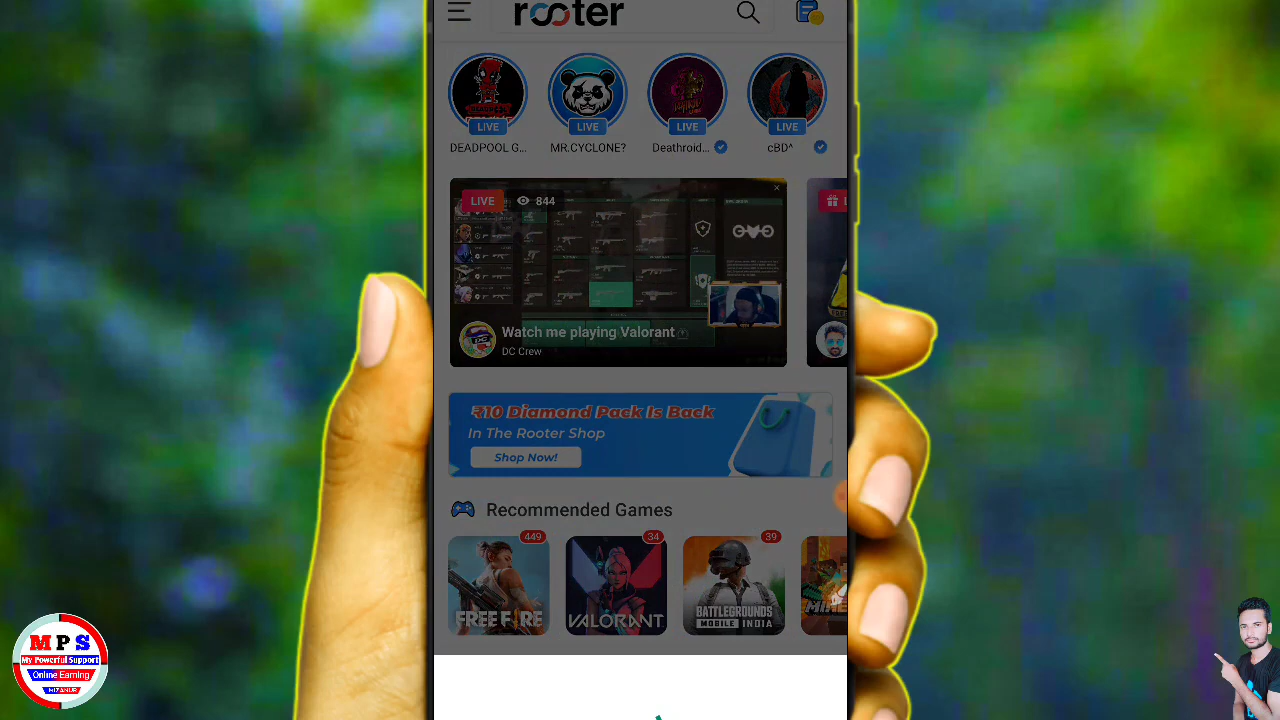 rooter
LIVE
LIVE
LIVE
LIVE
DEADPOOL G...
MR.CYCLONE?
Deathroid...
cBD^
LIVE
844
Watch me playing Valorant
DC Crew
₹10 Diamond Pack Is Back
In The Rooter Shop
Shop Now!
Recommended Games
449
34
39
FREE FIRE
VALORANT
BATTLEGROUNDS
MOBILE INDIA
MPS
My Powerful Support
Online Earning
MIZANUR